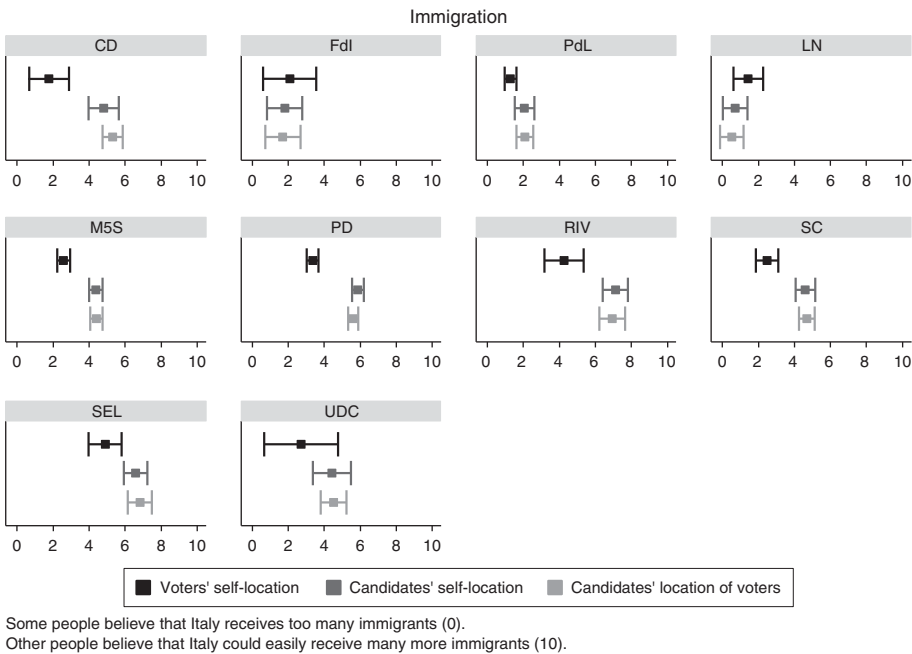 Immigration
CD FdI PdL LN
0 2 4 6 8 10 0 2 4 6 8 10 0 2 4 6 8 10 0 2 4 6 8 10
M5S PD RIV SC
0 2 4 6 8 10 0 2 4 6 8 10 0 2 4 6 8 10 0 2 4 6 8 10
SEL UDC
0 2 4 6 8 10 0 2 4 6 8 10
Voters' self-location Candidates' self-location Candidates' location of voters
Some people believe that Italy receives too many immigrants (0).
Other people believe that Italy could easily receive many more immigrants (10).